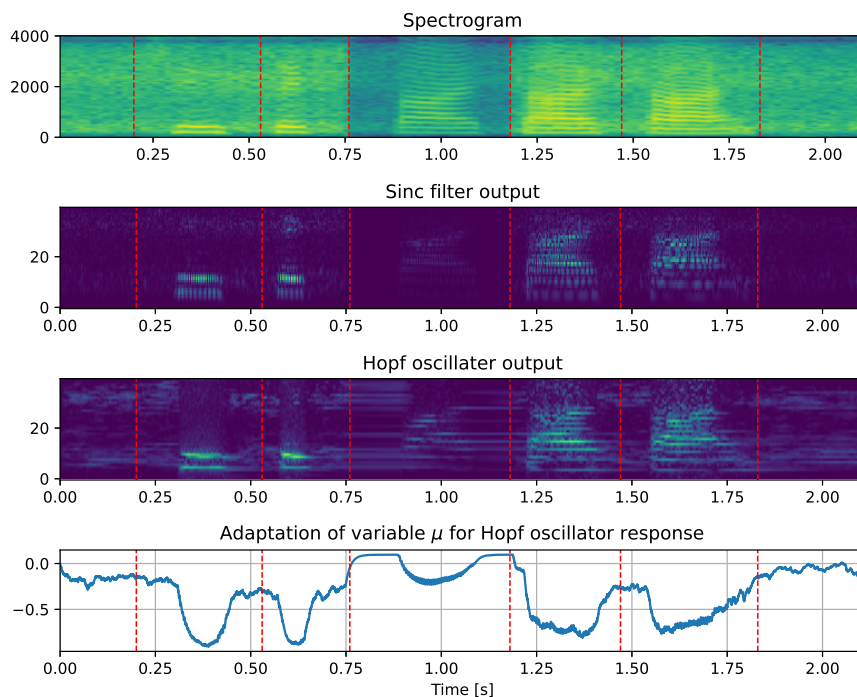 Spectrogram
4000
2000
0
0.25 0.50 0.75 1.00 1.25 1.50 1.75 2.00
Sinc filter output
20
0
0.00 0.25 0.50 0.75 1.00 1.25 1.50 1.75 2.00
Hopf oscillater output
20
0
0.00 0.25 0.50 0.75 1.00 1.25 1.50 1.75 2.00
Adaptation of variable μ for Hopf oscillator response
0.0
−0.5
0.00 0.25 0.50 0.75 1.00 1.25 1.50 1.75 2.00
Time [s]